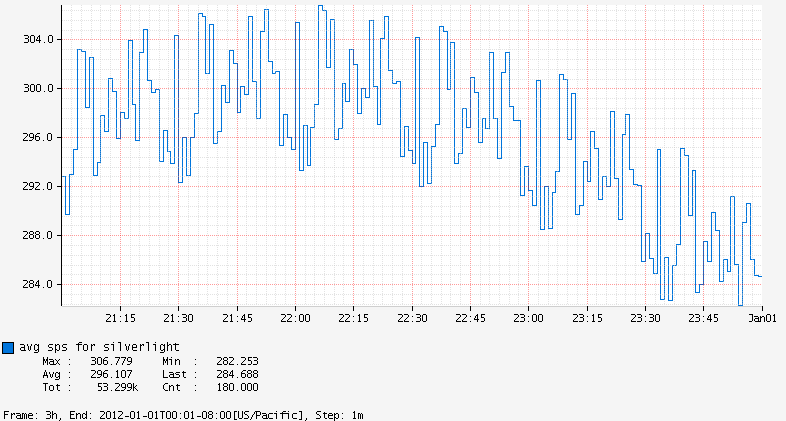 304.0
300.0
296.0
292.0
288.0
284.0
21:15 21:30 21:45 22:00 22:15 22:30 22:45 23:00 23:15 23:30 23:45 Jan01
avg sps for silverlight
Max : 306.779 Min : 282.253
Avg : 296.107 Last : 284.688
Tot : 53.299k Cnt : 180.000
Frame: 3h, End: 2012-01-01T00:01-08:00[US/Pacific], Step: 1m